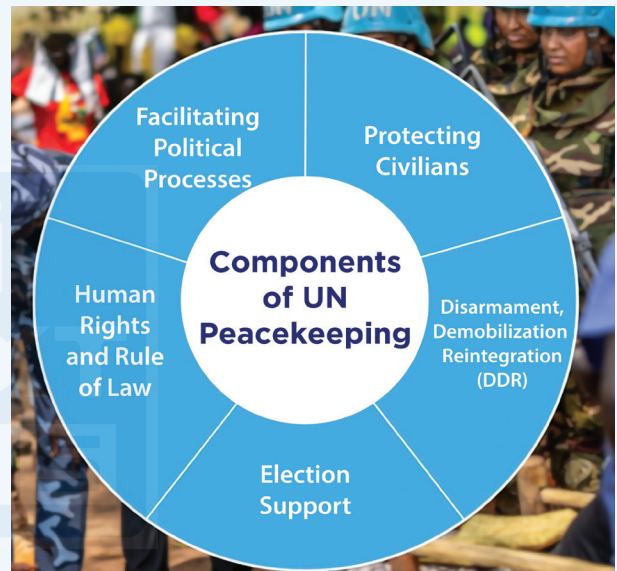 Facilitating
Political
Processes
Protecting
Civilians
Human
Rights
and Rule
of Law
Components
of UN
Peacekeeping
Disarmament,
Demobilization
Reintegration
(DDR)
Election
Support